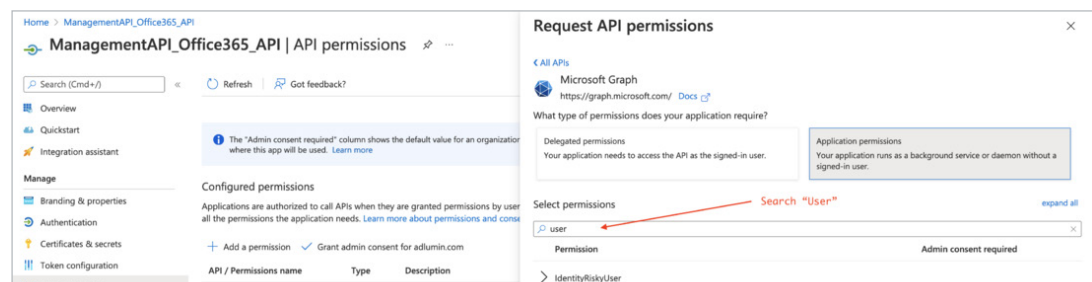 Home > ManagementAPI_Office365_API
ManagementAPI_Office365_API | API permissions
Search (Cmd+/)
«
Refresh
Got feedback?
Overview
Quickstart
Integration assistant
The "Admin consent required" column shows the default value for an organization
where this app will be used. Learn more
Manage
Branding & properties
Authentication
Certificates & secrets
Token configuration
Configured permissions
Applications are authorized to call APIs when they are granted permissions by user
all the permissions the application needs. Learn more about permissions and conse
Add a permission
Grant admin consent for adlumin.com
API / Permissions name
Type
Description
Request API permissions
All APIs
Microsoft Graph
https://graph.microsoft.com/ Docs
What type of permissions does your application require?
Delegated permissions
Your application needs to access the API as the signed-in user.
Application permissions
Your application runs as a background service or daemon without a
signed-in user.
Select permissions
Search "User"
expand all
user
Permission
Admin consent required
IdentityRiskyUser